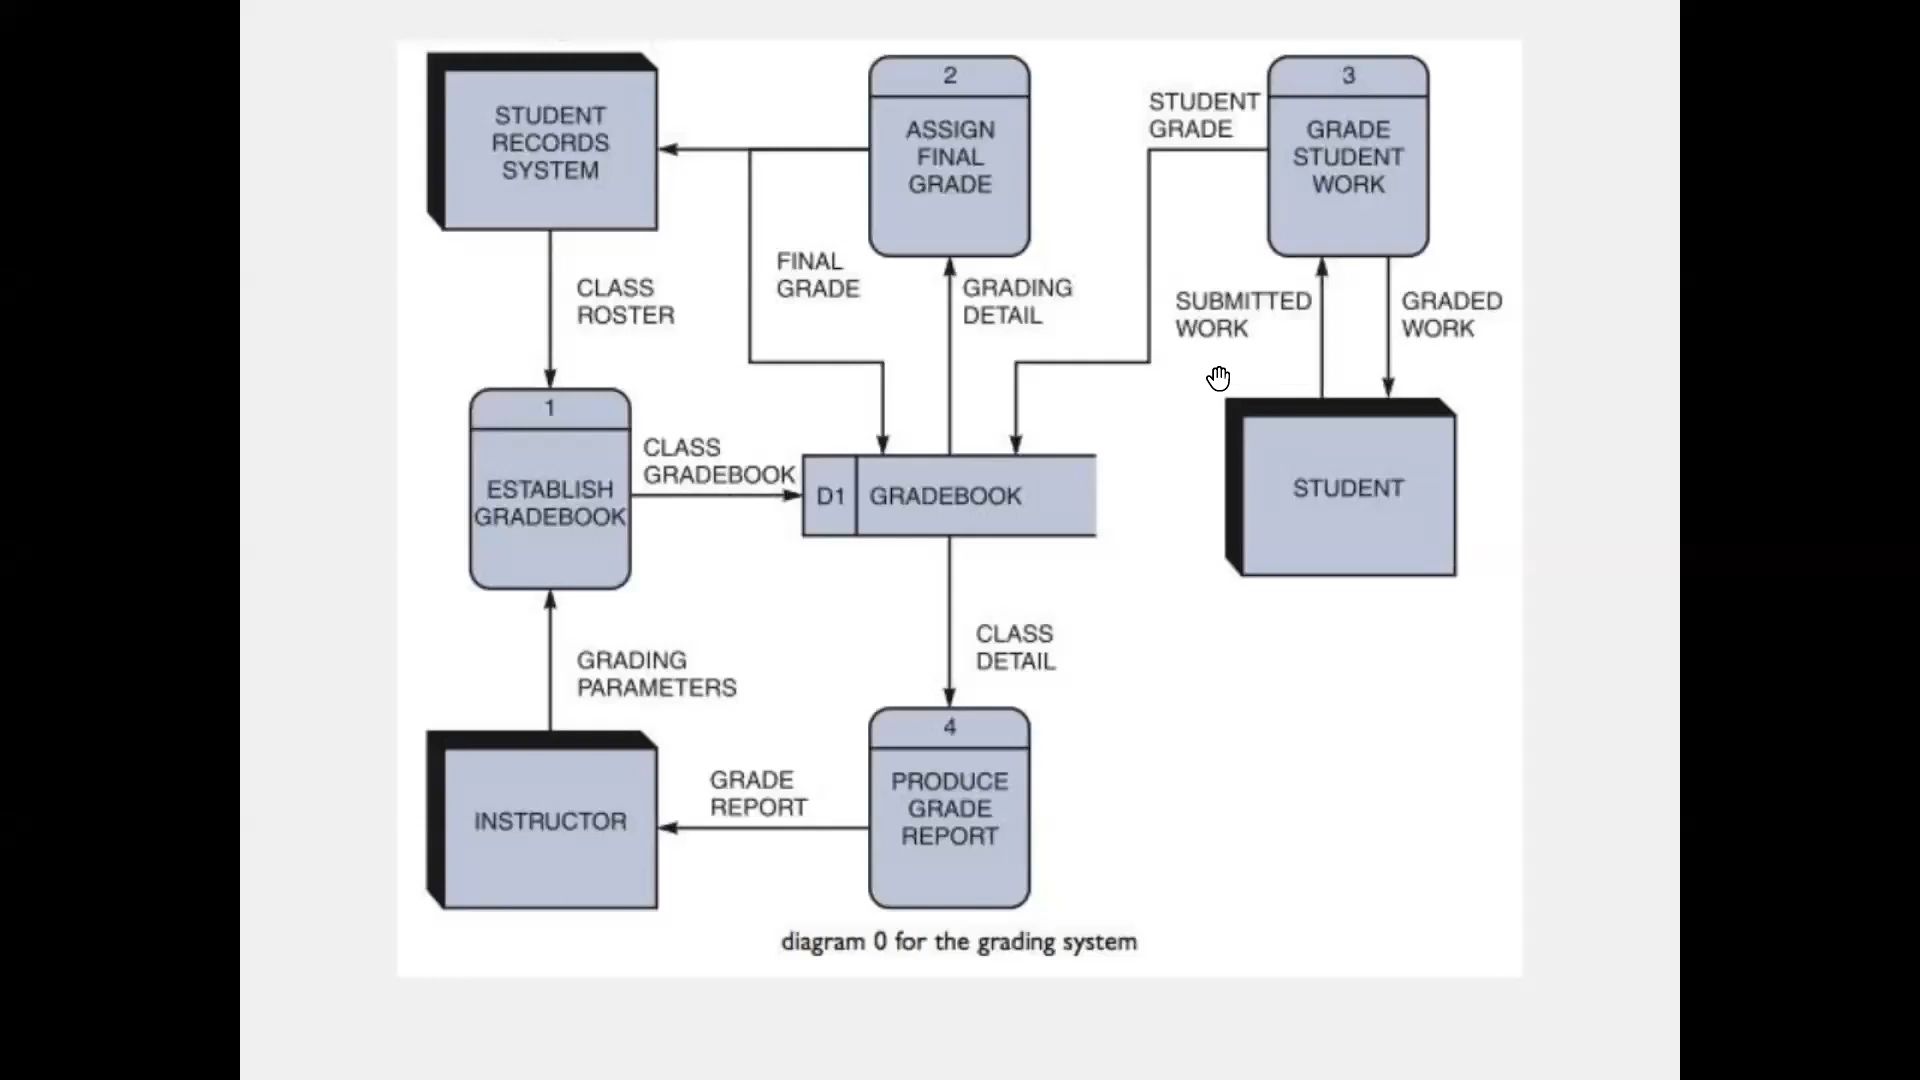 STUDENT
RECORDS
SYSTEM
2
ASSIGN
FINAL
GRADE
STUDENT
GRADE
3
GRADE
STUDENT
WORK
CLASS
ROSTER
FINAL
GRADE
GRADING
DETAIL
SUBMITTED
WORK
GRADED
WORK
1
ESTABLISH
GRADEBOOK
CLASS
GRADEBOOK
D1 GRADEBOOK
STUDENT
GRADING
PARAMETERS
CLASS
DETAIL
INSTRUCTOR
GRADE
REPORT
4
PRODUCE
GRADE
REPORT
diagram 0 for the grading system